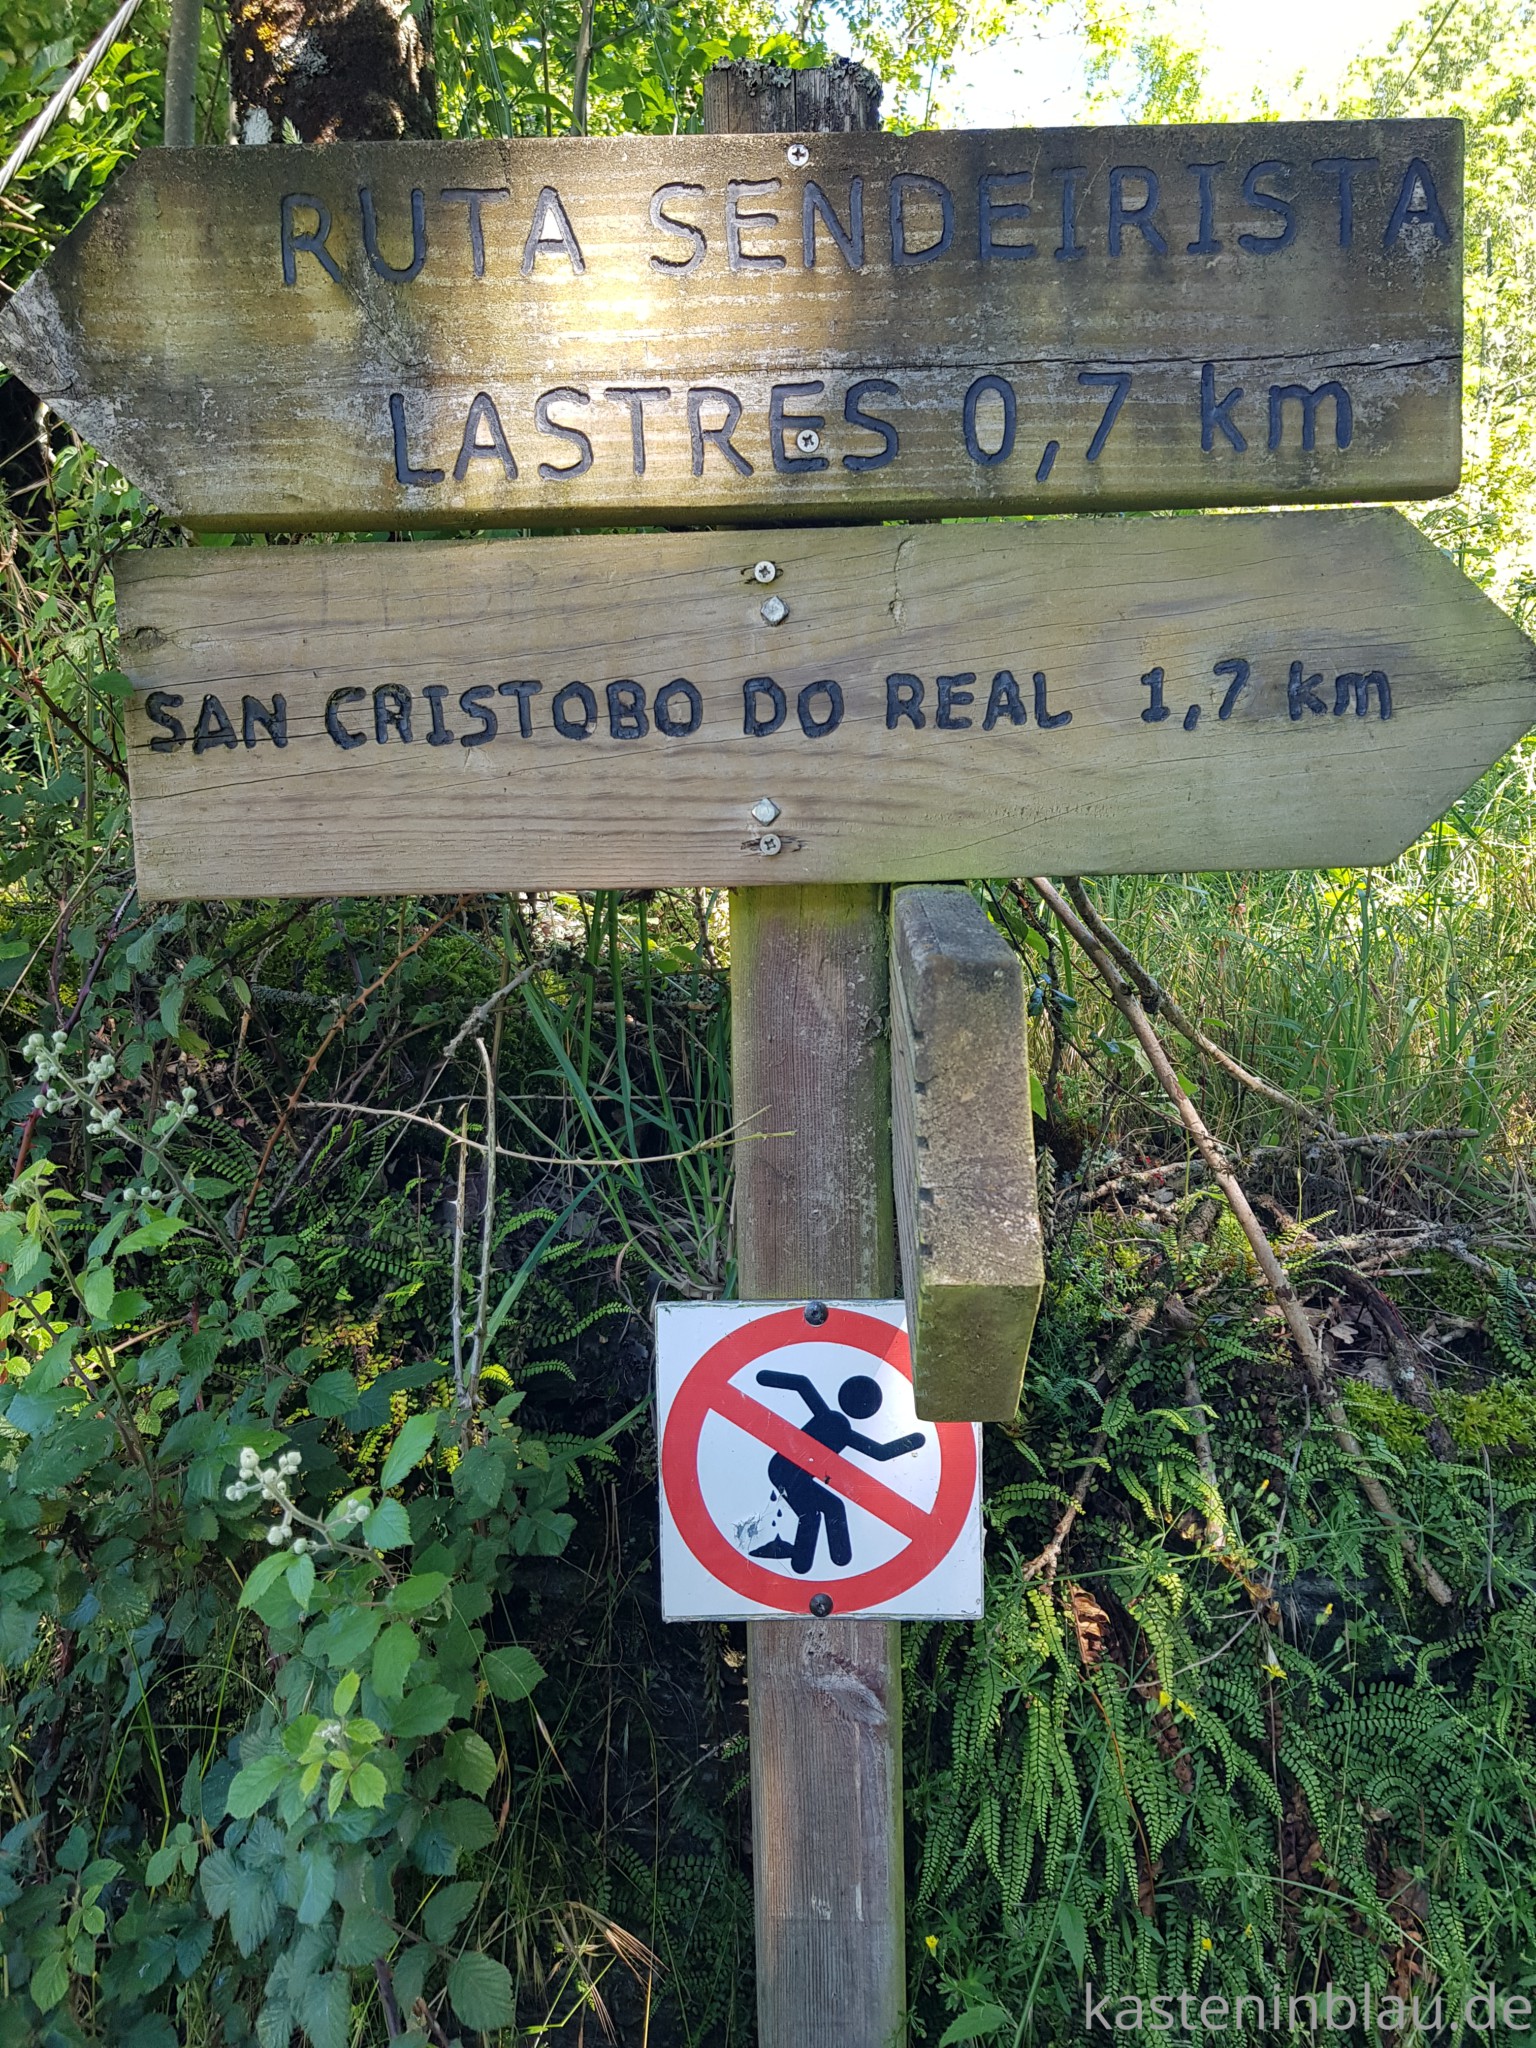 RUTA SENDEIRISTA
LASTRES 0,7 km
SAN CRISTOBO DO REAL 1,7 km
kasteninblau.de